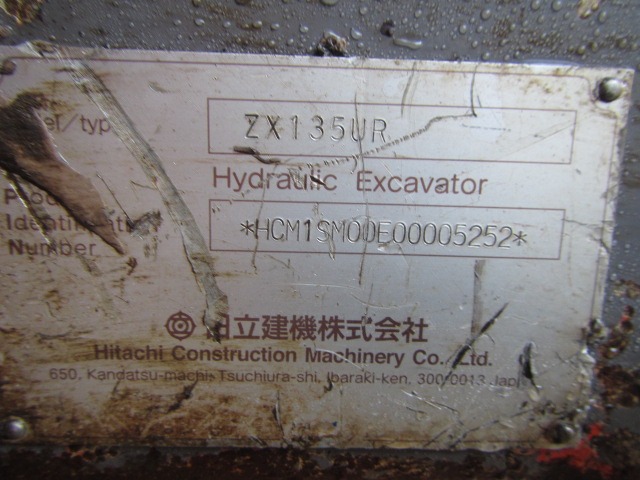 ZX135UR
Hydraulic Excavator
*HCM1SM00E00005252*
Number
日立建機株式会社
Hitachi Construction Machinery Co., Ltd.
650, Kandatsu-machi, Tsuchiura-shi, Ibaraki-ken, 300-0013 Japan